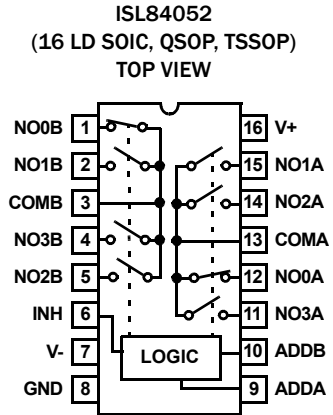 ISL84052
(16 LD SOIC, QSOP, TSSOP)
TOP VIEW
NO0B 1 16 V+
NO1B 2 15 NO1A
COMB 3 14 NO2A
NO3B 4 13 COMA
NO2B 5 12 NO0A
INH 6 11 NO3A
V- 7 LOGIC 10 ADDB
GND 8 9 ADDA